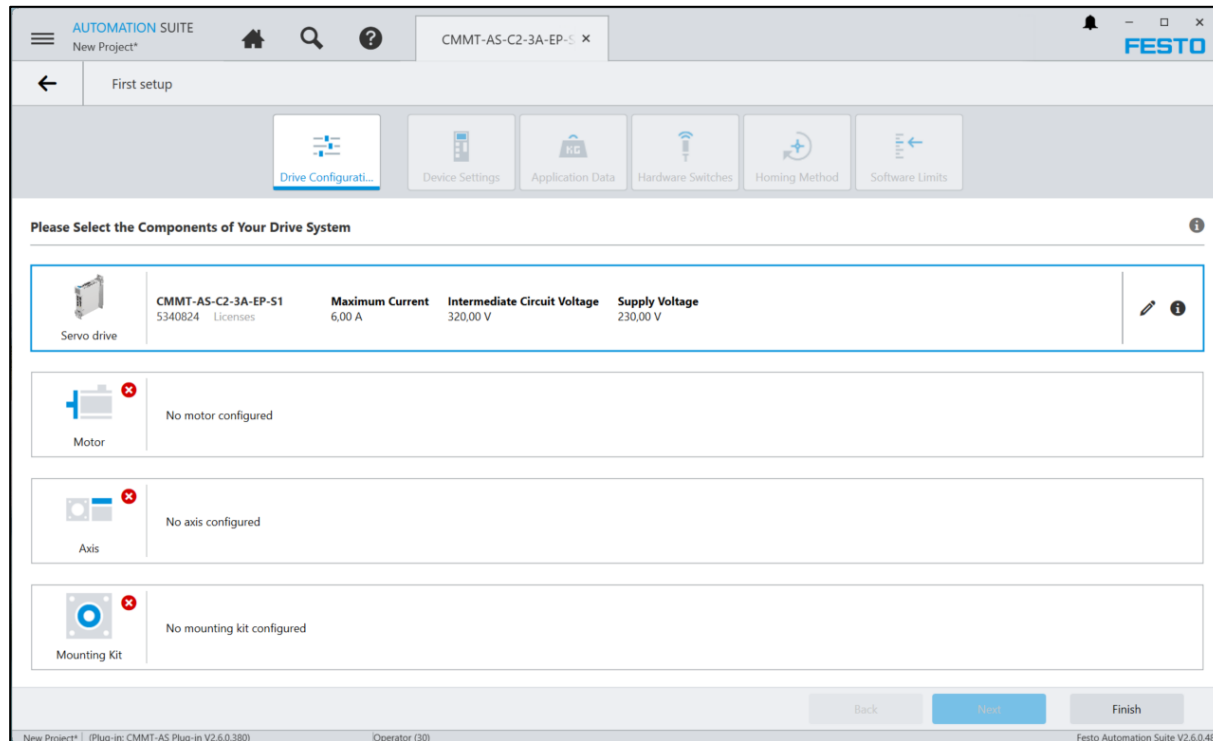 AUTOMATION SUITE
New Project*
CMMT-AS-C2-3A-EP-S
FESTO
First setup
Drive Configurati...
Device Settings
KG
Application Data
Hardware Switches
Homing Method
Software Limits
Please Select the Components of Your Drive System
Servo drive
CMMT-AS-C2-3A-EP-S1
5340824 Licenses
Maximum Current
6,00 A
Intermediate Circuit Voltage
320,00 V
Supply Voltage
230,00 V
Motor
No motor configured
Axis
No axis configured
Mounting Kit
No mounting kit configured
Back
Next
Finish
New Project* (Plug-in: CMMT-AS Plug-in V2.6.0.380)
Operator (30)
Festo Automation Suite V2.6.0.48